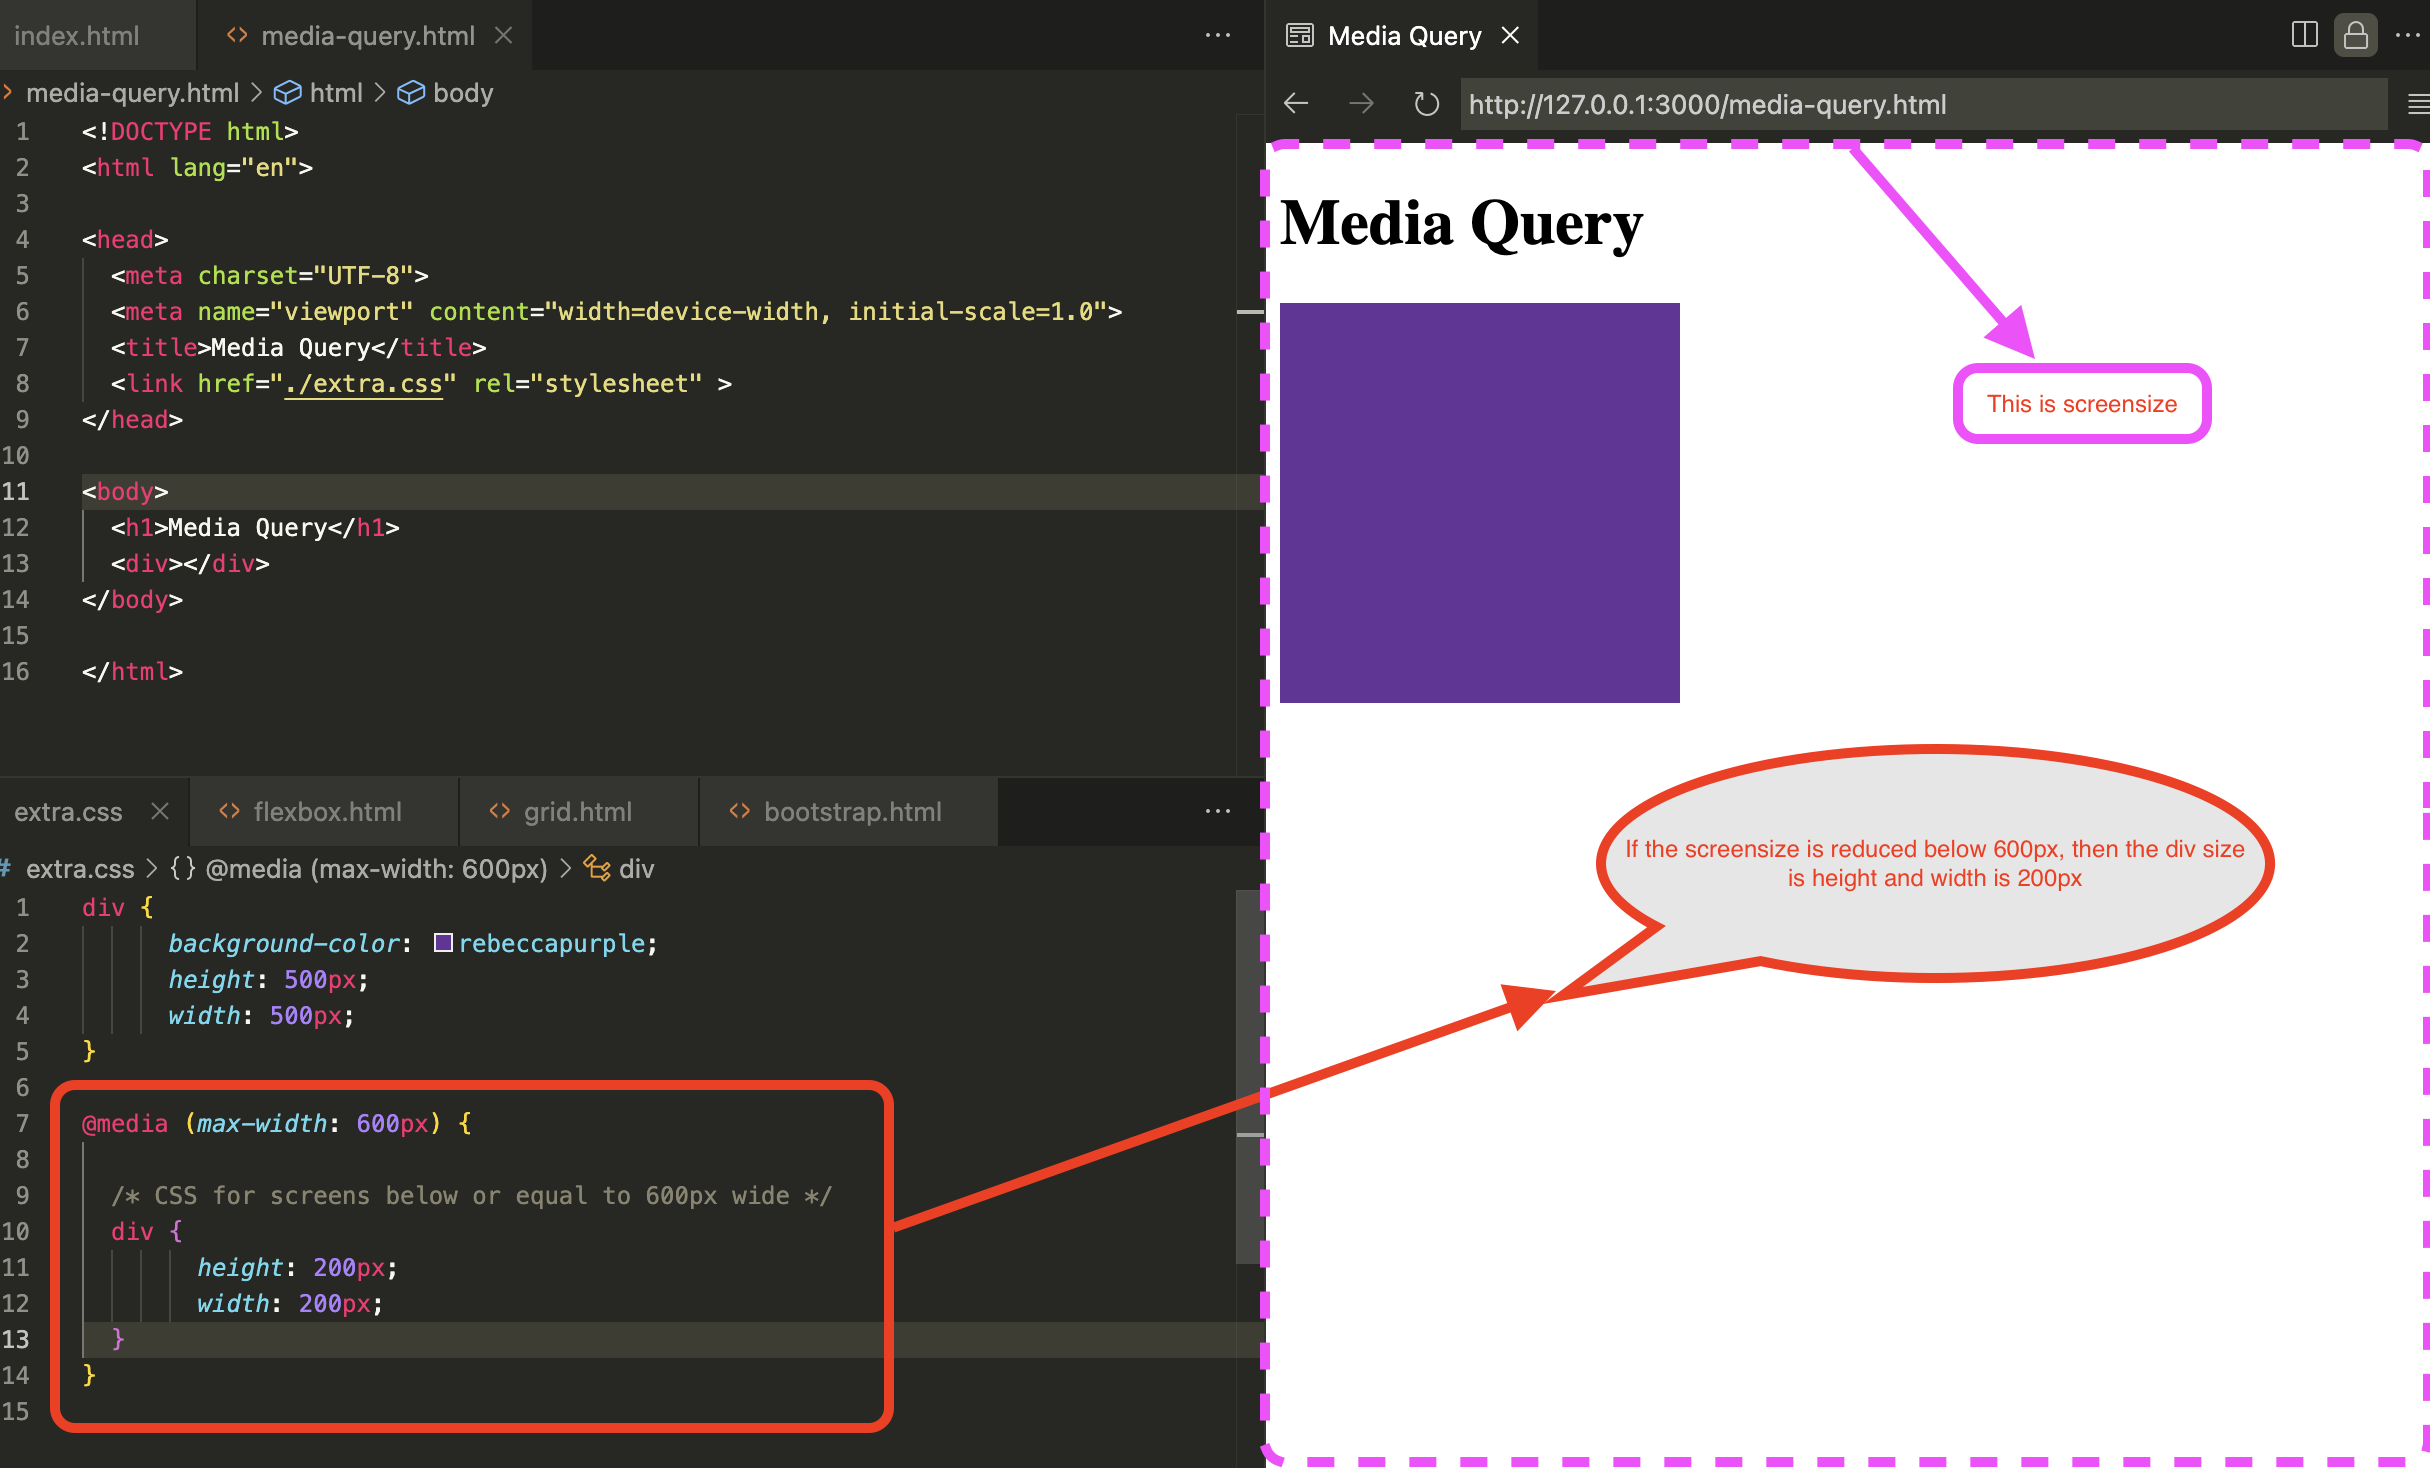 index.html
<> media-query.html
media-query.html > html > body
1 <!DOCTYPE html>
2 <html lang="en">
3
4 <head>
5 <meta charset="UTF-8">
6 <meta name="viewport" content="width=device-width, initial-scale=1.0">
7 <title>Media Query</title>
8 <link href="./extra.css" rel="stylesheet" >
9 </head>
10
11 <body>
12 <h1>Media Query</h1>
13 <div></div>
14 </body>
15
16 </html>
extra.css
<> flexbox.html
<> grid.html
<> bootstrap.html
# extra.css > {} @media (max-width: 600px) > div
1 div {
2 background-color: rebeccapurple;
3 height: 500px;
4 width: 500px;
5 }
6
7 @media (max-width: 600px) {
8
9 /* CSS for screens below or equal to 600px wide */
10 div {
11 height: 200px;
12 width: 200px;
13 }
14 }
15
Media Query
http://127.0.0.1:3000/media-query.html
Media Query
This is screensize
If the screensize is reduced below 600px, then the div size
is height and width is 200px